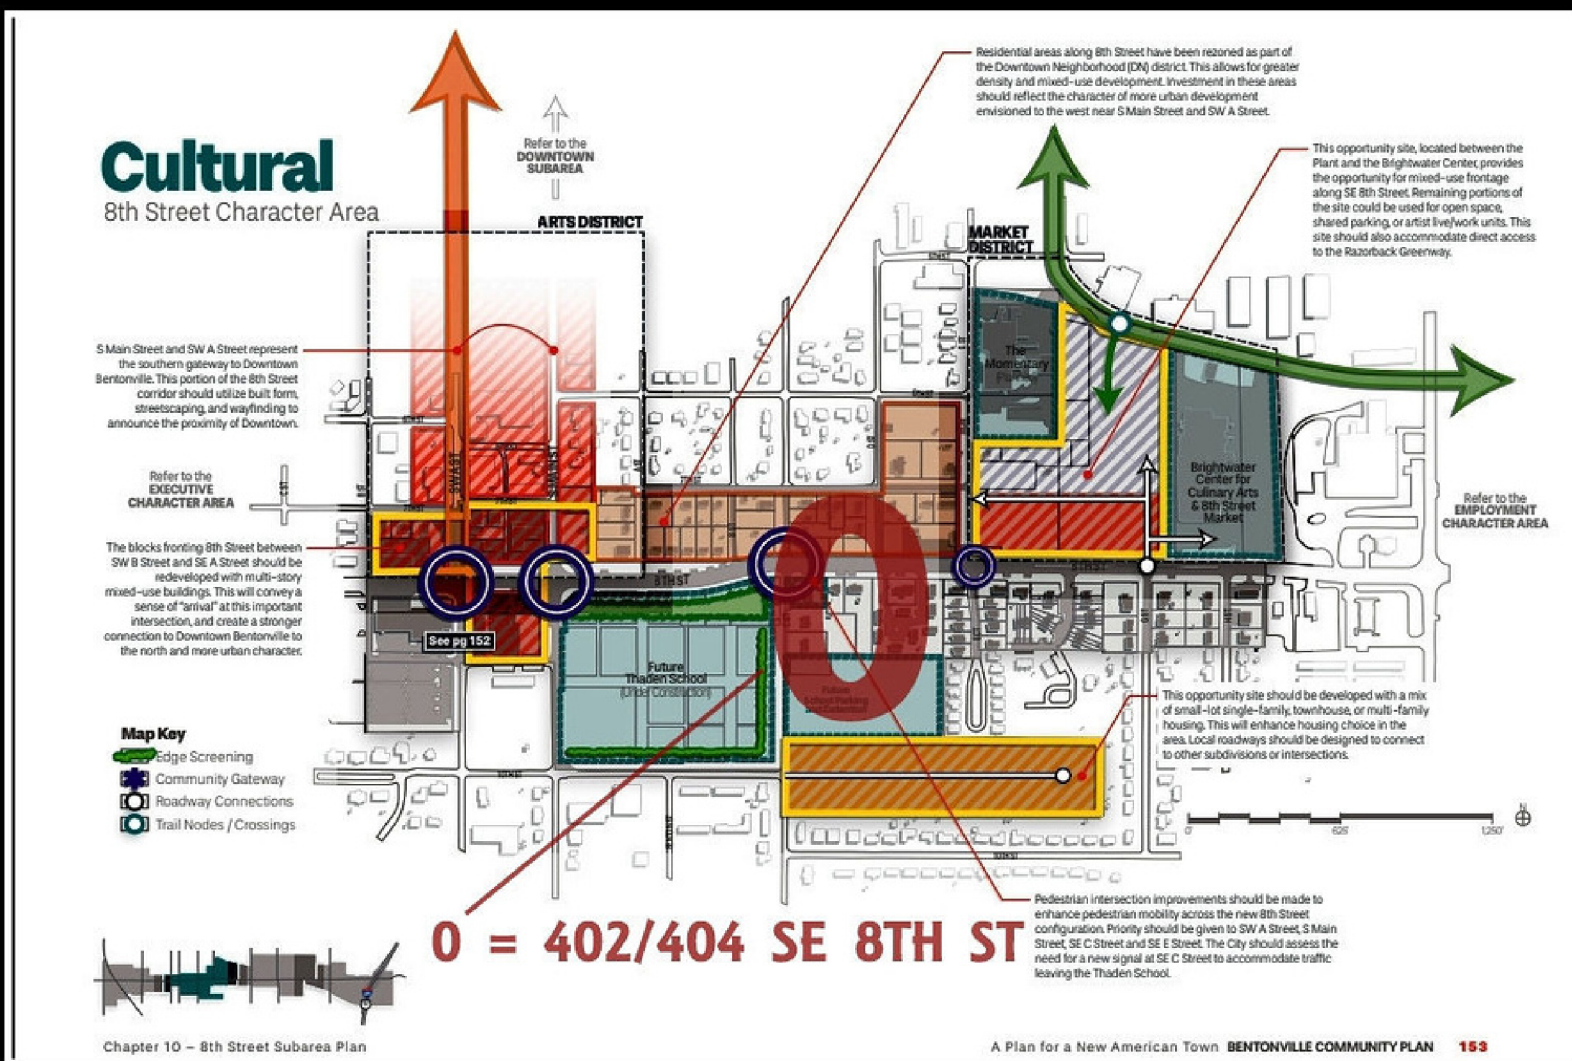 Cultural
8th Street Character Area
Refer to the
DOWNTOWN
SUBAREA
ARTS DISTRICT
MARKET
DISTRICT
Residential areas along 8th Street have been rezoned as part of
the Downtown Neighborhood (DN) district. This allows for greater
density and mixed-use development. Investment in these areas
should reflect the character of more urban development
envisioned to the west near S Main Street and SW A Street.
This opportunity site, located between the
Plant and the Brightwater Center, provides
the opportunity for mixed-use frontage
along SE 8th Street. Remaining portions of
the site could be used for open space,
shared parking, or artist live/work units. This
site should also accommodate direct access
to the Razorback Greenway.
S Main Street and SW A Street represent
the southern gateway to Downtown
Bentonville. This portion of the 8th Street
corridor should utilize built form,
streetscaping, and wayfinding to
announce the proximity of Downtown.
Refer to the
EXECUTIVE
CHARACTER AREA
The blocks fronting 8th Street between
SW B Street and SE A Street should be
redeveloped with multi-story
mixed-use buildings. This will convey a
sense of "arrival" at this important
intersection, and create a stronger
connection to Downtown Bentonville to
the north and more urban character.
The
Momentary
Brightwater
Center for
Culinary Arts
& 8th Street
Market
Refer to the
EMPLOYMENT
CHARACTER AREA
SW A ST
S MAIN ST
8TH ST
8TH ST
See pg 152
Future
Thaden School
(Under Construction)
Future
School Parking
0
This opportunity site should be developed with a mix
of small-lot single-family, townhouse, or multi-family
housing. This will enhance housing choice in the
area. Local roadways should be designed to connect
to other subdivisions or intersections.
Map Key
Edge Screening
Community Gateway
Roadway Connections
Trail Nodes / Crossings
0' 625' 1,250'
N
0 = 402/404 SE 8TH ST
Pedestrian intersection improvements should be made to
enhance pedestrian mobility across the new 8th Street
configuration. Priority should be given to SW A Street, S Main
Street, SE C Street and SE E Street. The City should assess the
need for a new signal at SE C Street to accommodate traffic
leaving the Thaden School.
Chapter 10 – 8th Street Subarea Plan
A Plan for a New American Town BENTONVILLE COMMUNITY PLAN 153